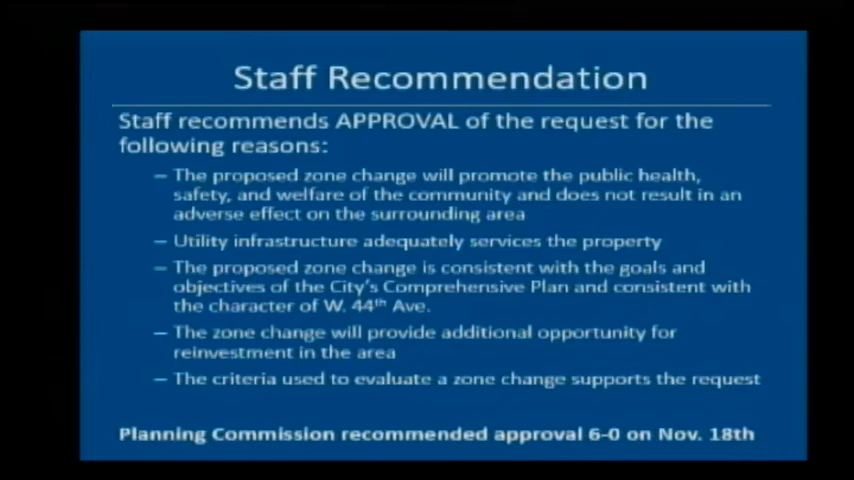 Staff Recommendation
Staff recommends APPROVAL of the request for the
following reasons:
– The proposed zone change will promote the public health,
safety, and welfare of the community and does not result in an
adverse effect on the surrounding area
– Utility infrastructure adequately services the property
– The proposed zone change is consistent with the goals and
objectives of the City's Comprehensive Plan and consistent with
the character of W. 44th Ave.
– The zone change will provide additional opportunity for
reinvestment in the area
– The criteria used to evaluate a zone change supports the request
Planning Commission recommended approval 6-0 on Nov. 18th